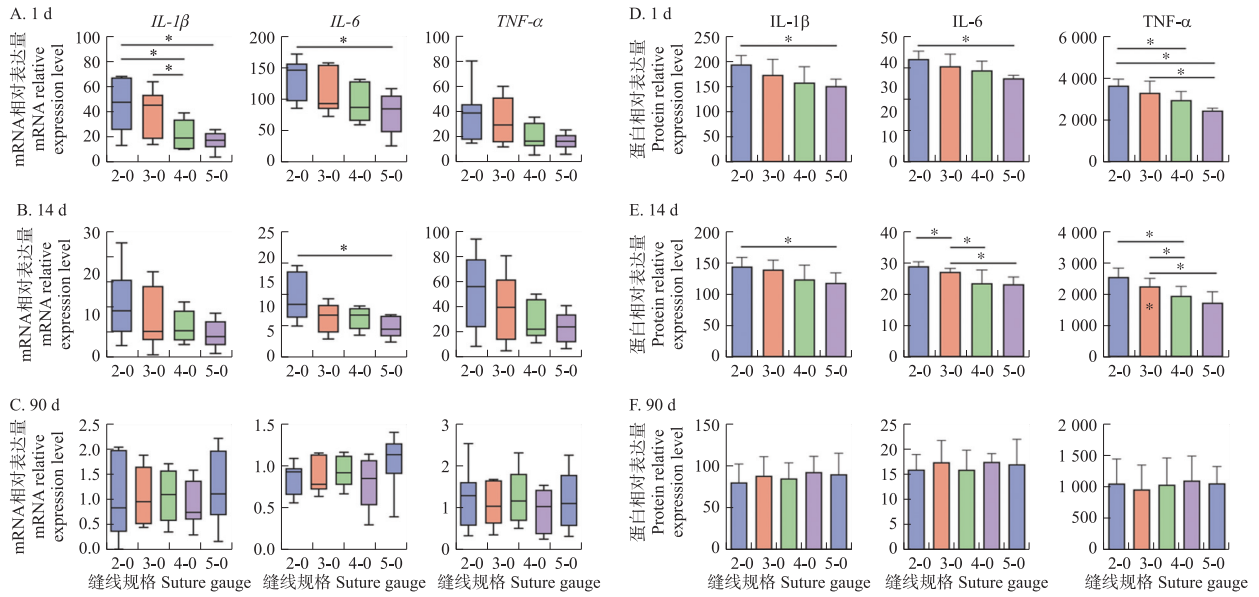 A. 1 d
IL-1β
IL-6
TNF-α
mRNA相对表达量
mRNA relative
expression level
100
80
60
40
20
0
*
*
*
2-0 3-0 4-0 5-0
200
150
100
50
0
*
2-0 3-0 4-0 5-0
100
80
60
40
20
0
2-0 3-0 4-0 5-0
B. 14 d
mRNA相对表达量
mRNA relative
expression level
30
20
10
0
2-0 3-0 4-0 5-0
25
20
15
5
0
*
2-0 3-0 4-0 5-0
100
75
50
25
0
2-0 3-0 4-0 5-0
C. 90 d
mRNA相对表达量
mRNA relative
expression level
2.5
2.0
1.5
1.0
0.5
0.0
2-0 3-0 4-0 5-0
缝线规格 Suture gauge
1.5
1.0
0.5
0.0
2-0 3-0 4-0 5-0
缝线规格 Suture gauge
3
2
1
0
2-0 3-0 4-0 5-0
缝线规格 Suture gauge
D. 1 d
IL-1β
IL-6
TNF-α
蛋白相对表达量
Protein relative
expression level
250
200
150
100
50
0
*
2-0 3-0 4-0 5-0
50
40
30
20
10
0
*
2-0 3-0 4-0 5-0
6 000
4 000
2 000
0
*
*
*
2-0 3-0 4-0 5-0
E. 14 d
蛋白相对表达量
Protein relative
expression level
200
150
100
50
0
*
2-0 3-0 4-0 5-0
40
30
20
10
0
*
*
*
2-0 3-0 4-0 5-0
4 000
3 000
2 000
1 000
0
*
*
*
*
2-0 3-0 4-0 5-0
F. 90 d
蛋白相对表达量
Protein relative
expression level
150
100
50
0
2-0 3-0 4-0 5-0
缝线规格 Suture gauge
25
20
15
10
5
0
2-0 3-0 4-0 5-0
缝线规格 Suture gauge
2 000
1 500
1 000
500
0
2-0 3-0 4-0 5-0
缝线规格 Suture gauge